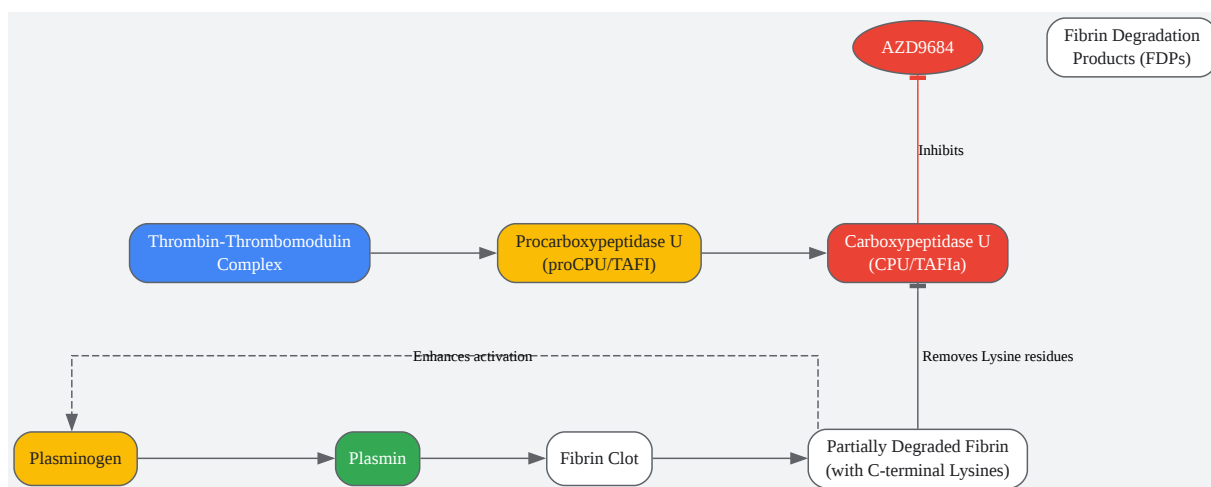 AZD9684
Fibrin Degradation
Products (FDPs)
Inhibits
Thrombin-Thrombomodulin
Complex
Procarboxypeptidase U
(proCPU/TAFI)
Carboxypeptidase U
(CPU/TAFIa)
Enhances activation
Removes Lysine residues
Plasminogen
Plasmin
Fibrin Clot
Partially Degraded Fibrin
(with C-terminal Lysines)